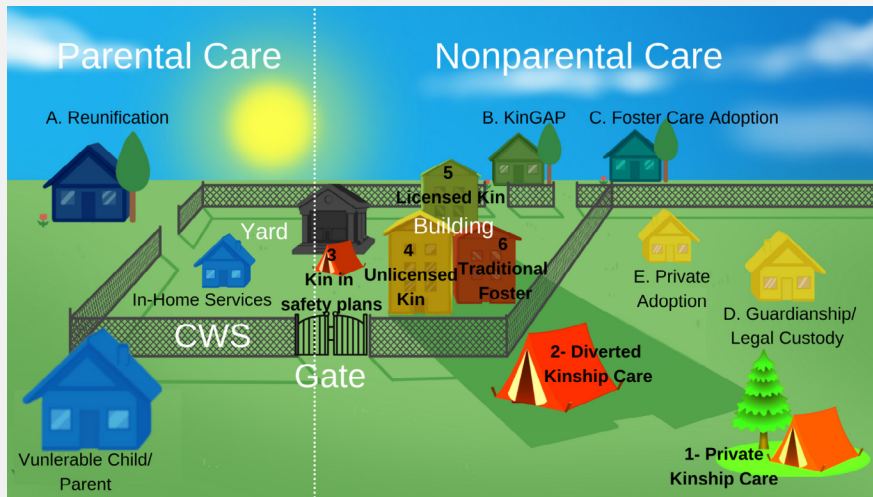 Parental Care
Nonparental Care
A. Reunification
B. KinGAP
C. Foster Care Adoption
5
Licensed Kin
Yard
Building
3
Kin in
safety plans
4
Unlicensed
Kin
6
Traditional
Foster
In-Home Services
E. Private
Adoption
D. Guardianship/
Legal Custody
CWS
Gate
2- Diverted
Kinship Care
Vunlerable Child/
Parent
1- Private
Kinship Care